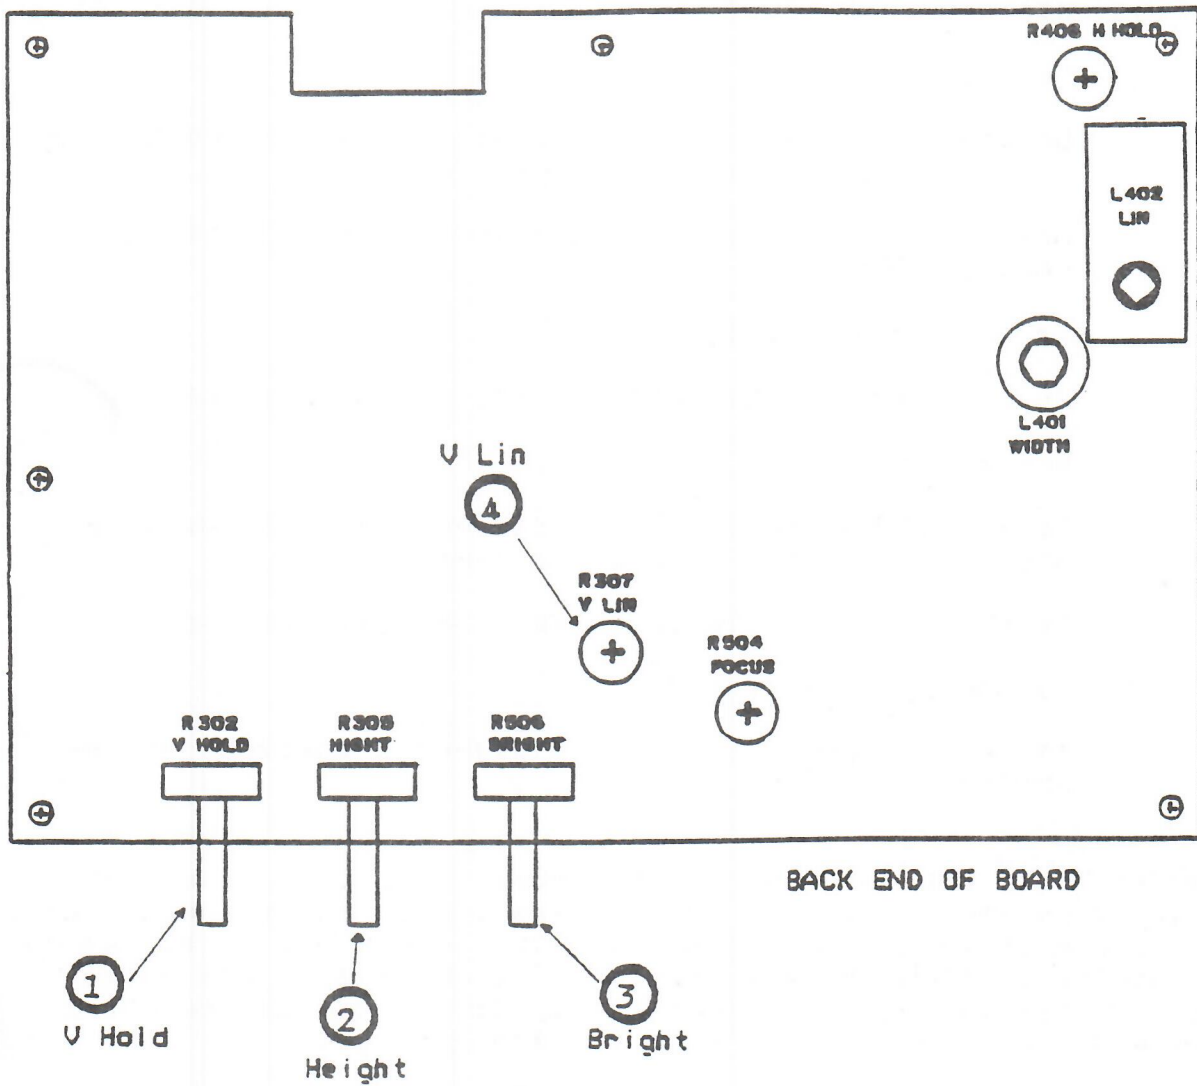 R406 H HOLD
L402
LIN
L401
WIDTH
V Lin
4
R307
V LIN
R504
FOCUS
R302
V HOLD
R305
HIGHT
R506
BRIGHT
BACK END OF BOARD
1
V Hold
2
Height
3
Bright